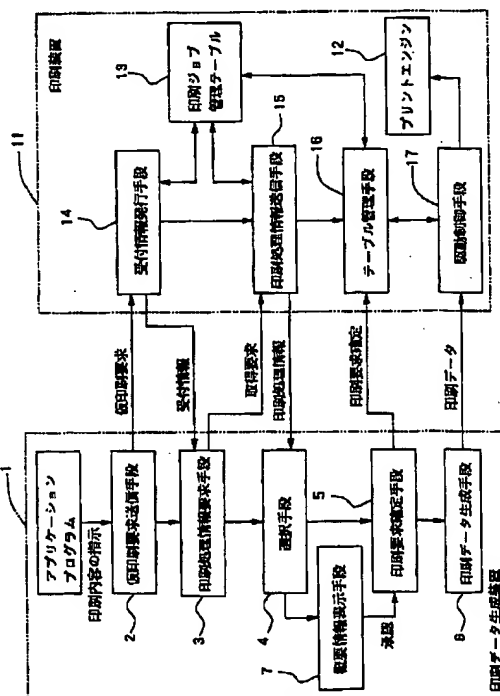 1
アプリケーション
プログラム
印刷内容の指示
2
仮印刷要求送信手段
仮印刷要求
受付情報
3
印刷処理情報要求手段
取得要求
印刷処理情報
4
選択手段
7
概要情報表示手段
承認
5
印刷要求確定手段
印刷要求確定
6
印刷データ生成手段
印刷データ
印刷データ生成装置
11
印刷装置
14
受付情報発行手段
13
印刷ジョブ
管理テーブル
15
印刷処理情報送信手段
16
テーブル管理手段
12
プリントエンジン
17
駆動制御手段